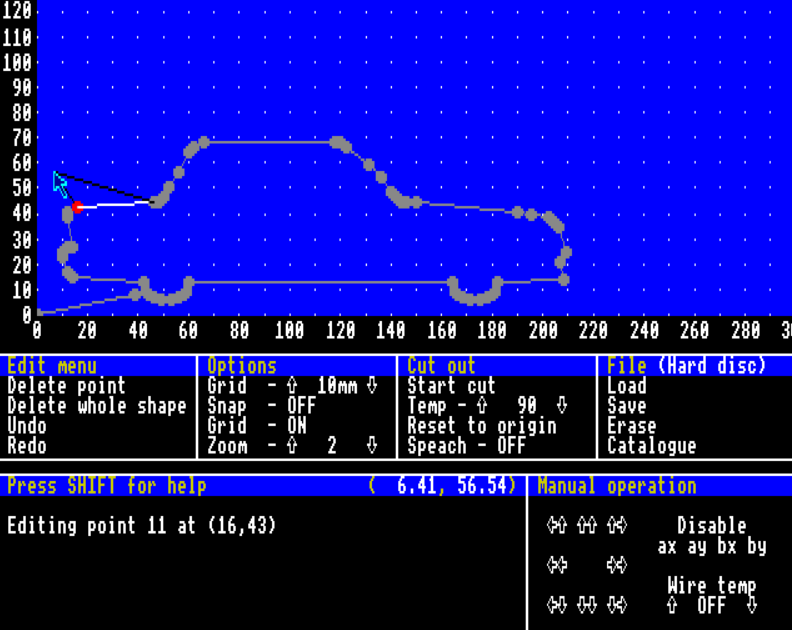 120
110
100
90
80
70
60
50
40
30
20
10
0
0 20 40 60 80 100 120 140 160 180 200 220 240 260 280 30
Edit menu
Delete point
Delete whole shape
Undo
Redo
Options
Grid - ⇧ 10mm ⇩
Snap - OFF
Grid - ON
Zoom - ⇧ 2 ⇩
Cut out
Start cut
Temp - ⇧ 90 ⇩
Reset to origin
Speach - OFF
File (Hard disc)
Load
Save
Erase
Catalogue
Press SHIFT for help ( 6.41, 56.54)
Editing point 11 at (16,43)
Manual operation
⇦⇧ ⇧⇧ ⇧⇨ Disable
ax ay bx by
⇦⇦ ⇨⇨
Wire temp
⇦⇩ ⇩⇩ ⇩⇨ ⇧ OFF ⇩